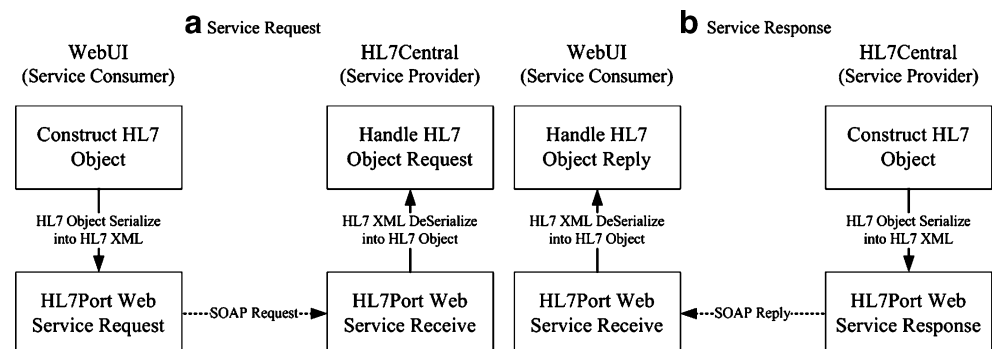 a Service Request
WebUI
(Service Consumer)
HL7Central
(Service Provider)
Construct HL7
Object
Handle HL7
Object Request
HL7 Object Serialize
into HL7 XML
HL7 XML DeSerialize
into HL7 Object
HL7Port Web
Service Request
SOAP Request
HL7Port Web
Service Receive
b Service Response
WebUI
(Service Consumer)
HL7Central
(Service Provider)
Handle HL7
Object Reply
Construct HL7
Object
HL7 XML DeSerialize
into HL7 Object
HL7 Object Serialize
into HL7 XML
HL7Port Web
Service Receive
SOAP Reply
HL7Port Web
Service Response